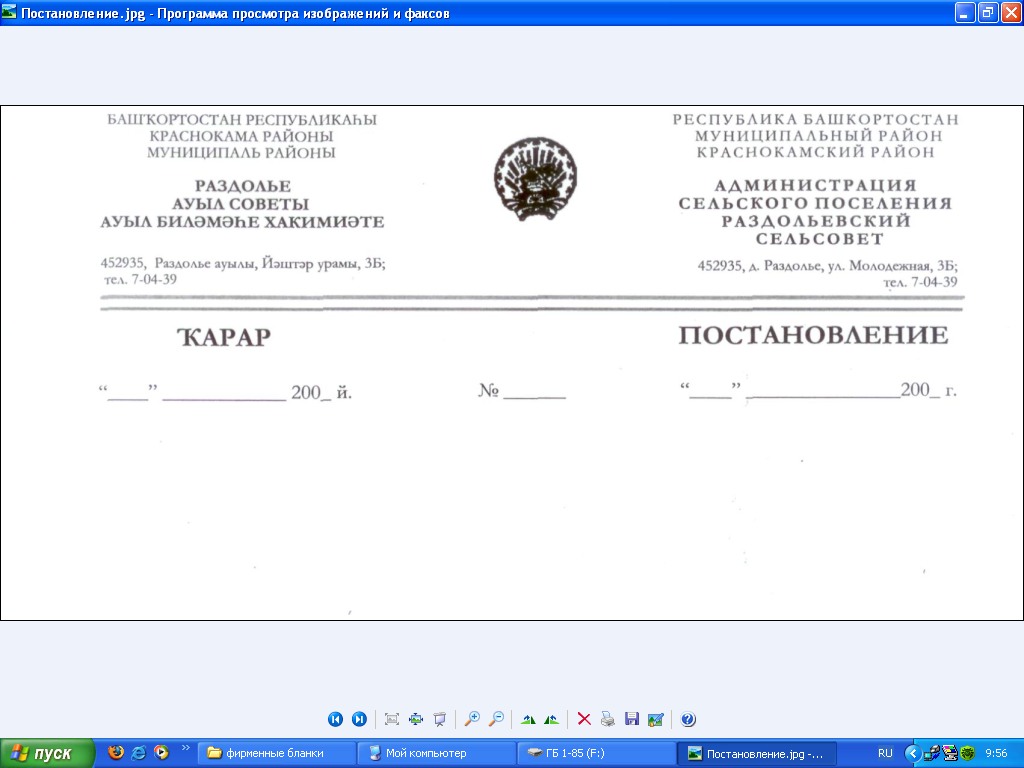 Постановление.jpg - Программа просмотра изображений и факсов
БАШҠОРТОСТАН РЕСПУБЛИКАҺЫ
КРАСНОКАМА РАЙОНЫ
МУНИЦИПАЛЬ РАЙОНЫ
РАЗДОЛЬЕ
АУЫЛ СОВЕТЫ
АУЫЛ БИЛӘМӘҺЕ ХАКИМИӘТЕ
452935, Раздолье ауылы, Йәштәр урамы, 3Б;
тел. 7-04-39
РЕСПУБЛИКА БАШКОРТОСТАН
МУНИЦИПАЛЬНЫЙ РАЙОН
КРАСНОКАМСКИЙ РАЙОН
АДМИНИСТРАЦИЯ
СЕЛЬСКОГО ПОСЕЛЕНИЯ
РАЗДОЛЬЕВСКИЙ
СЕЛЬСОВЕТ
452935, д. Раздолье, ул. Молодежная, 3Б;
тел. 7-04-39
ҠАРАР ПОСТАНОВЛЕНИЕ
“____” ____________ 200_ й. № ______ “____” _______________200_ г.
пуск » фирменные бланки Мой компьютер ГБ 1-85 (F:) Постановление.jpg -... RU 9:56